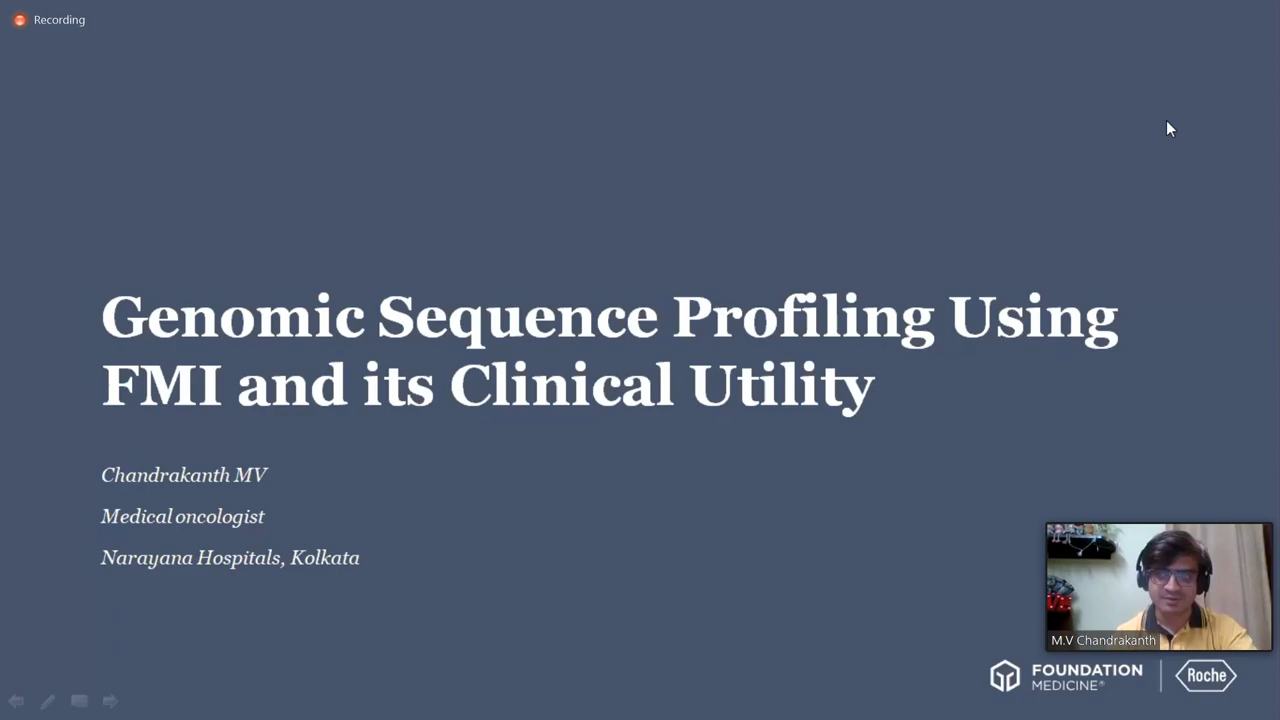 Recording
Genomic Sequence Profiling Using
FMI and its Clinical Utility
Chandrakanth MV
Medical oncologist
Narayana Hospitals, Kolkata
M.V Chandrakanth
FOUNDATION
MEDICINE®
Roche